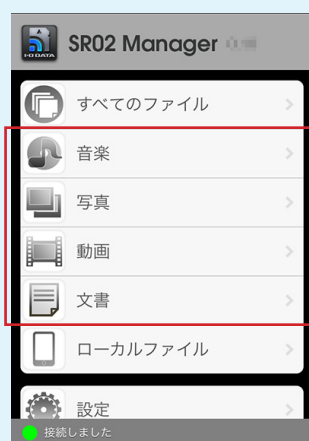 I-O DATA
SR02 Manager
すべてのファイル
音楽
写真
動画
文書
ローカルファイル
設定
接続しました